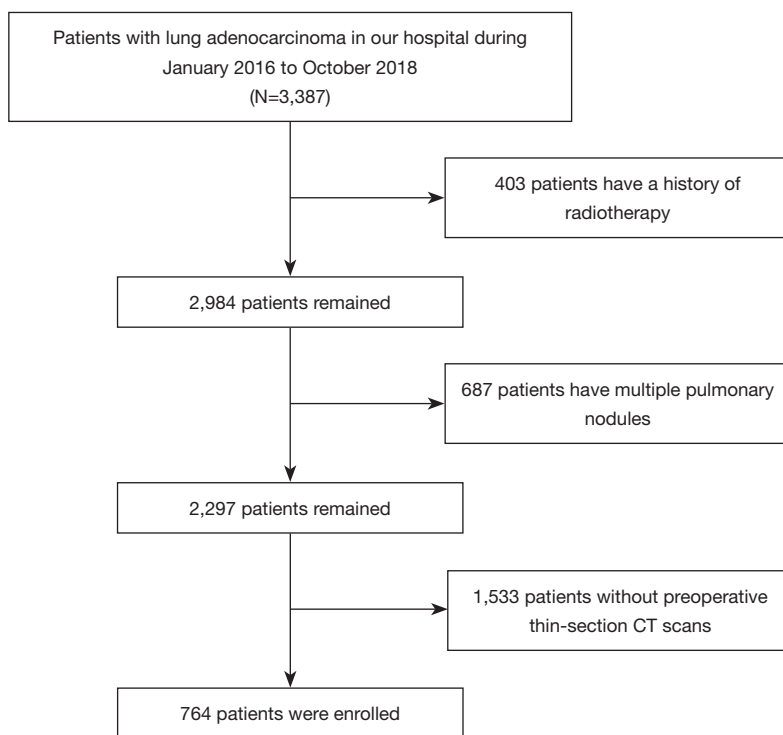 Patients with lung adenocarcinoma in our hospital during
January 2016 to October 2018
(N=3,387)
403 patients have a history of
radiotherapy
2,984 patients remained
687 patients have multiple pulmonary
nodules
2,297 patients remained
1,533 patients without preoperative
thin-section CT scans
764 patients were enrolled